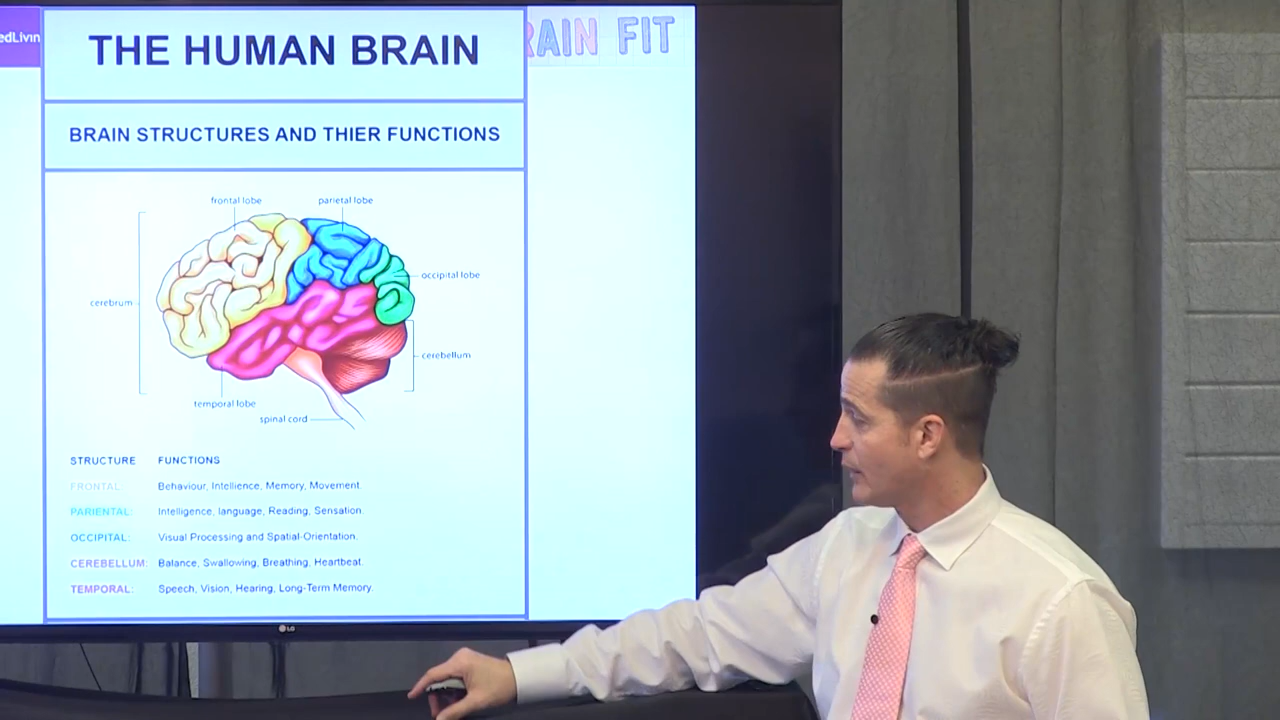 edLivin
RAIN FIT
THE HUMAN BRAIN
BRAIN STRUCTURES AND THIER FUNCTIONS
frontal lobe
parietal lobe
occipital lobe
cerebrum
cerebellum
temporal lobe
spinal cord
STRUCTURE FUNCTIONS
FRONTAL: Behaviour, Intellience, Memory, Movement.
PARIENTAL: Intelligence, language, Reading, Sensation.
OCCIPITAL: Visual Processing and Spatial-Orientation.
CEREBELLUM: Balance, Swallowing, Breathing, Heartbeat.
TEMPORAL: Speech, Vision, Hearing, Long-Term Memory.
LG